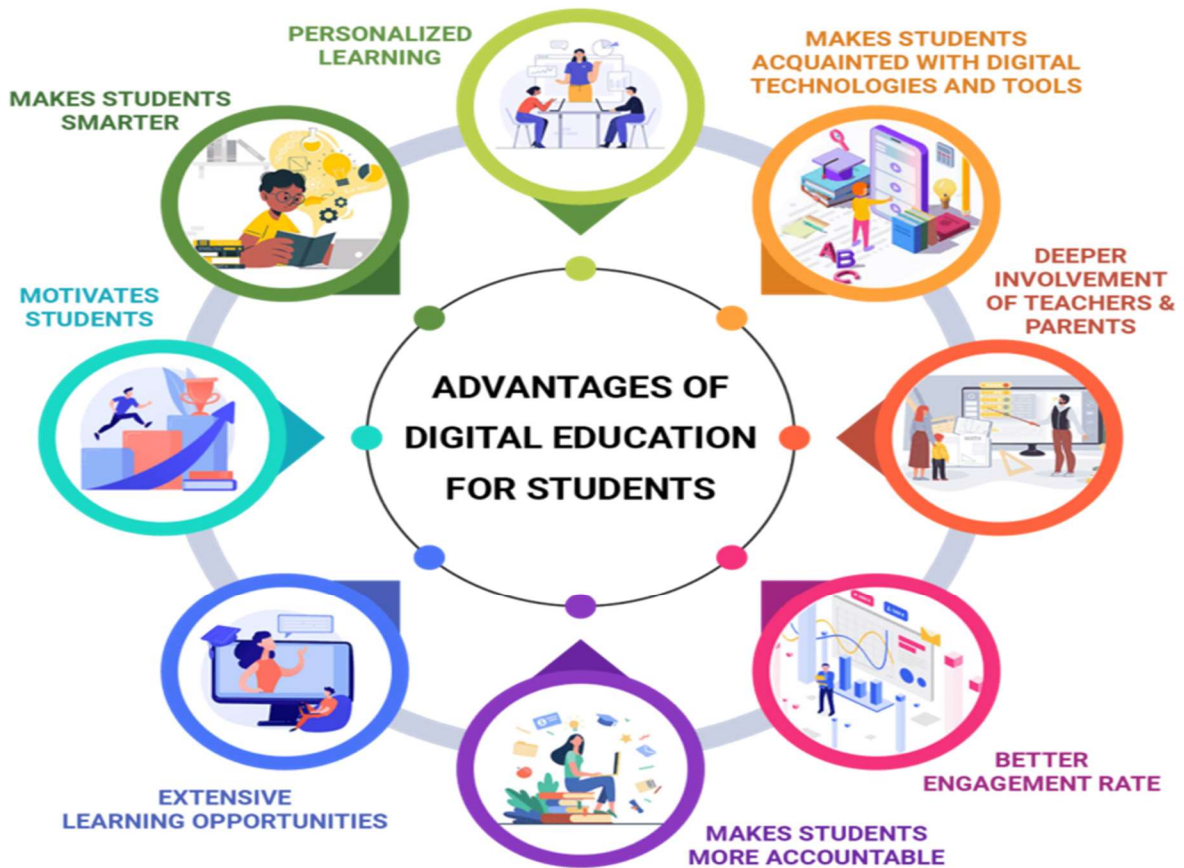 PERSONALIZED
LEARNING
MAKES STUDENTS
ACQUAINTED WITH DIGITAL
TECHNOLOGIES AND TOOLS
DEEPER
INVOLVEMENT
OF TEACHERS &
PARENTS
BETTER
ENGAGEMENT RATE
MAKES STUDENTS
MORE ACCOUNTABLE
EXTENSIVE
LEARNING OPPORTUNITIES
MOTIVATES
STUDENTS
MAKES STUDENTS
SMARTER
ADVANTAGES OF
DIGITAL EDUCATION
FOR STUDENTS
A
B
C